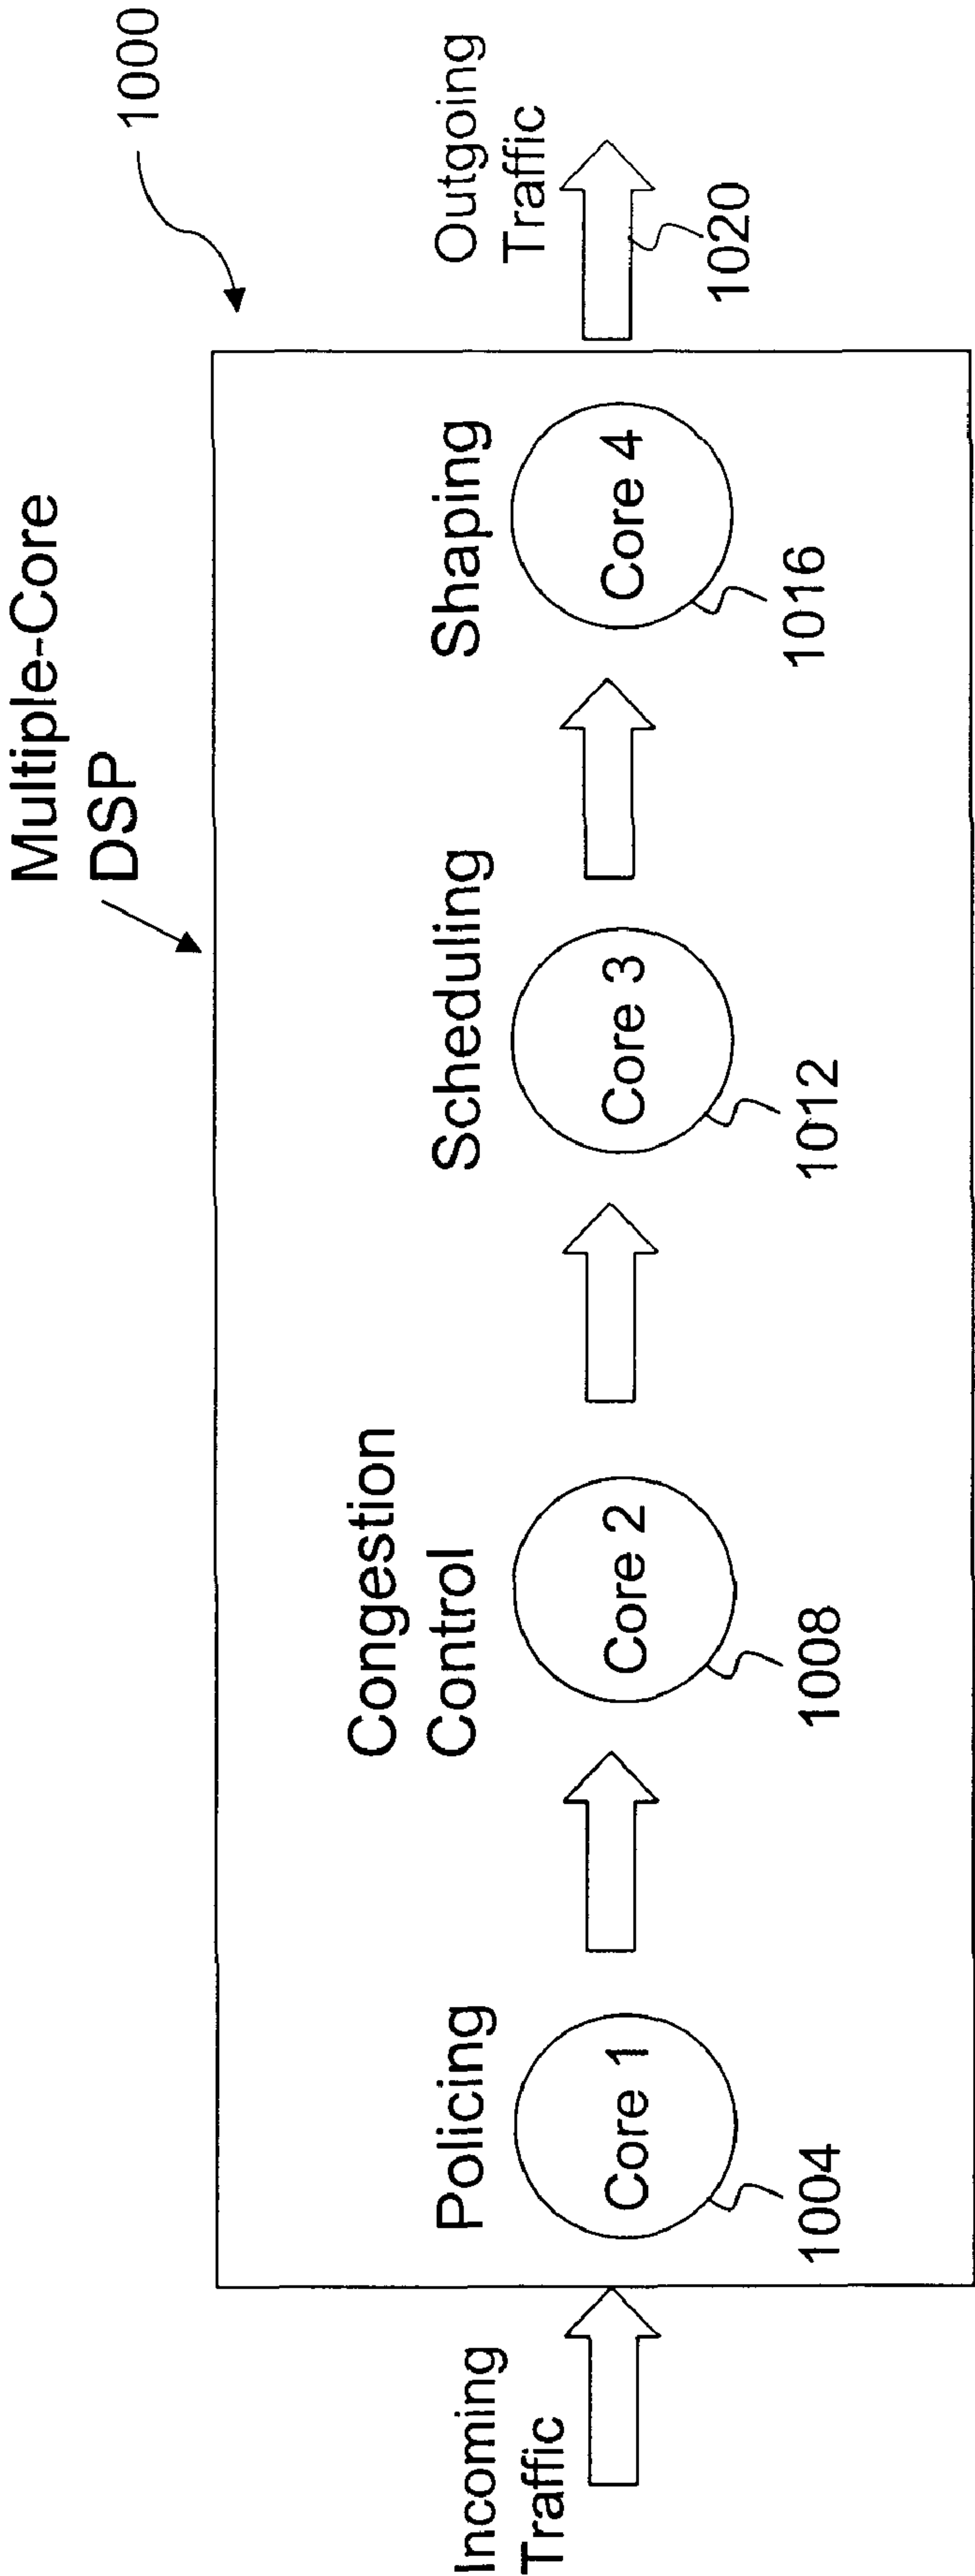 Multiple-Core
DSP
1000
Incoming
Traffic
Policing
Core 1
1004
Congestion
Control
Core 2
1008
Scheduling
Core 3
1012
Shaping
Core 4
1016
Outgoing
Traffic
1020